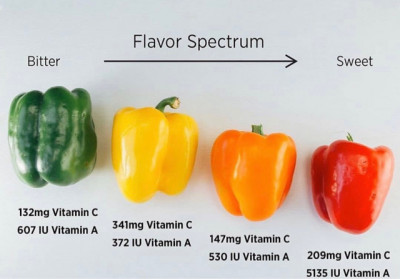 Flavor Spectrum
Bitter
Sweet
132mg Vitamin C
607 IU Vitamin A
341mg Vitamin C
372 IU Vitamin A
147mg Vitamin C
530 IU Vitamin A
209mg Vitamin C
5135 IU Vitamin A